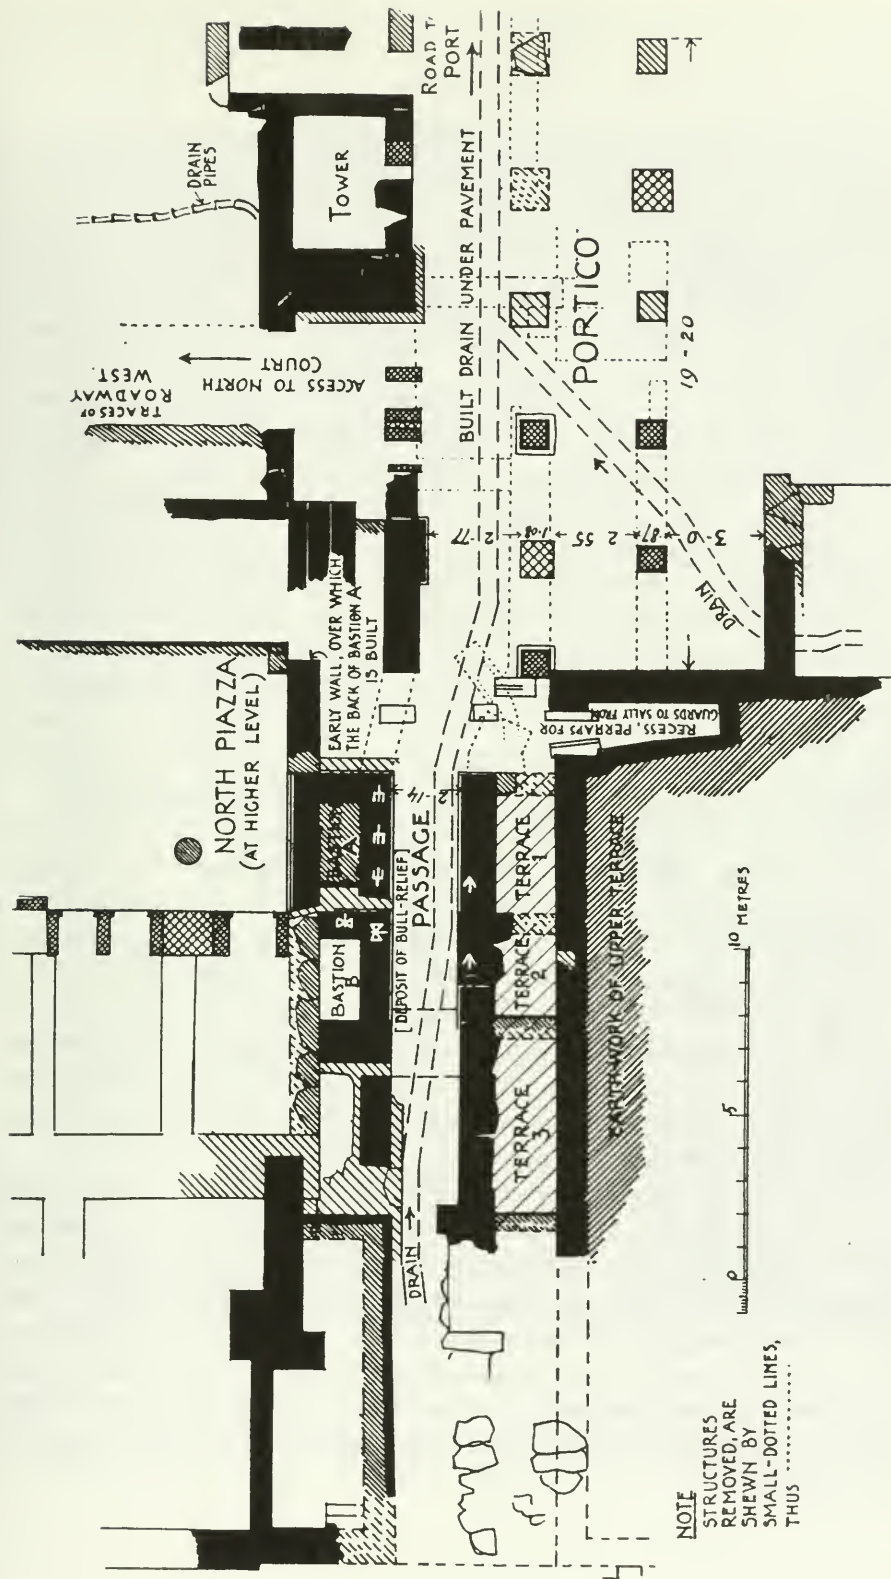 ROAD TO
PORT
DRAIN
PIPES
TOWER
BUILT DRAIN UNDER PAVEMENT
PORTICO
19 - 20
ACCESS TO NORTH
COURT
TRACES OF
ROADWAY
WEST.
2·77
1·08
2 55
·87
3 - 0
DRAIN
EARLY WALL, OVER WHICH
THE BACK OF BASTION A
IS BUILT
NORTH PIAZZA
(AT HIGHER LEVEL)
RECESS, PERHAPS FOR
GUARDS TO SALLY FROM
BASTION
A
2·14
PASSAGE
[DEPOSIT OF BULL-RELIEF]
BASTION
B
TERRACE
1
TERRACE
2
TERRACE
3
EARTHWORK OF UPPER TERRACE
DRAIN
0 5 10 METRES
NOTE
STRUCTURES
REMOVED, ARE
SHEWN BY
SMALL-DOTTED LINES,
THUS ............